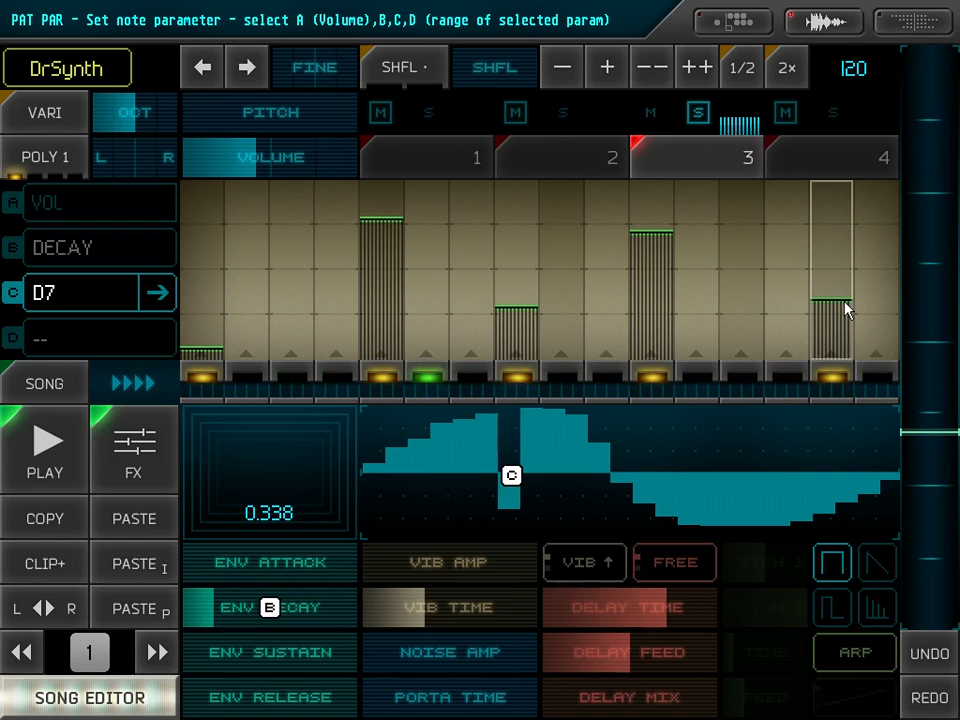 PAT PAR - Set note parameter - select A (Volume),B,C,D (range of selected param)
DrSynth
FINE
SHFL ·
SHFL
— + —— ++ 1/2 2×
120
VARI
OCT
PITCH
M S M S M S M S
POLY 1
L R
VOLUME
1 2 3 4
A VOL
B DECAY
C D7
D --
SONG
PLAY
FX
C
0.338
COPY
PASTE
CLIP+
PASTE I
L R
PASTE P
ENV ATTACK
VIB AMP
VIB ↑
FREE
ENV DECAY
B
VIB TIME
DELAY TIME
1
ENV SUSTAIN
NOISE AMP
DELAY FEED
TIME
ARP
UNDO
SONG EDITOR
ENV RELEASE
PORTA TIME
DELAY MIX
FEED
REDO